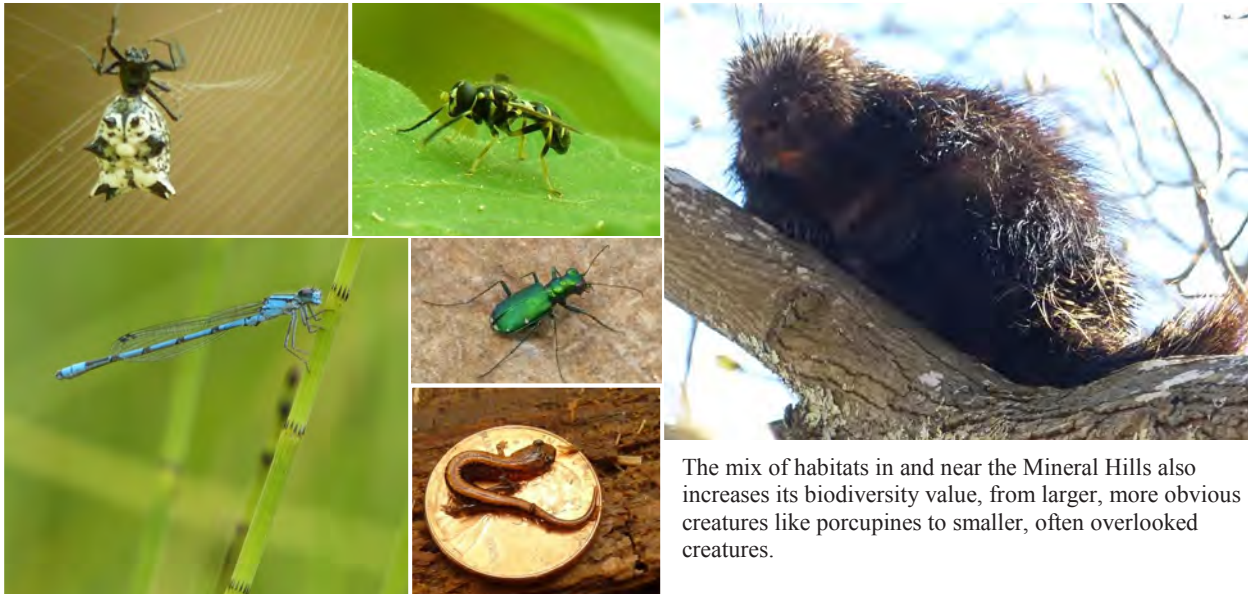 The mix of habitats in and near the Mineral Hills also
increases its biodiversity value, from larger, more obvious
creatures like porcupines to smaller, often overlooked
creatures.